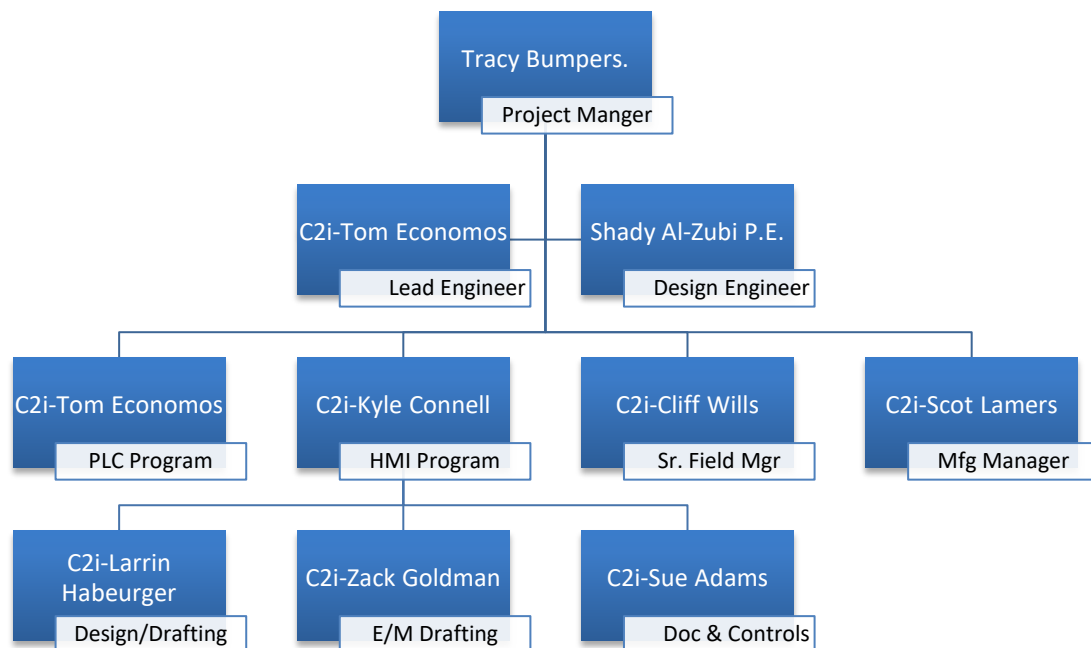 Tracy Bumpers.
Project Manger
C2i-Tom Economos
Lead Engineer
Shady Al-Zubi P.E.
Design Engineer
C2i-Tom Economos
PLC Program
C2i-Kyle Connell
HMI Program
C2i-Cliff Wills
Sr. Field Mgr
C2i-Scot Lamers
Mfg Manager
C2i-Larrin
Habeurger
Design/Drafting
C2i-Zack Goldman
E/M Drafting
C2i-Sue Adams
Doc & Controls